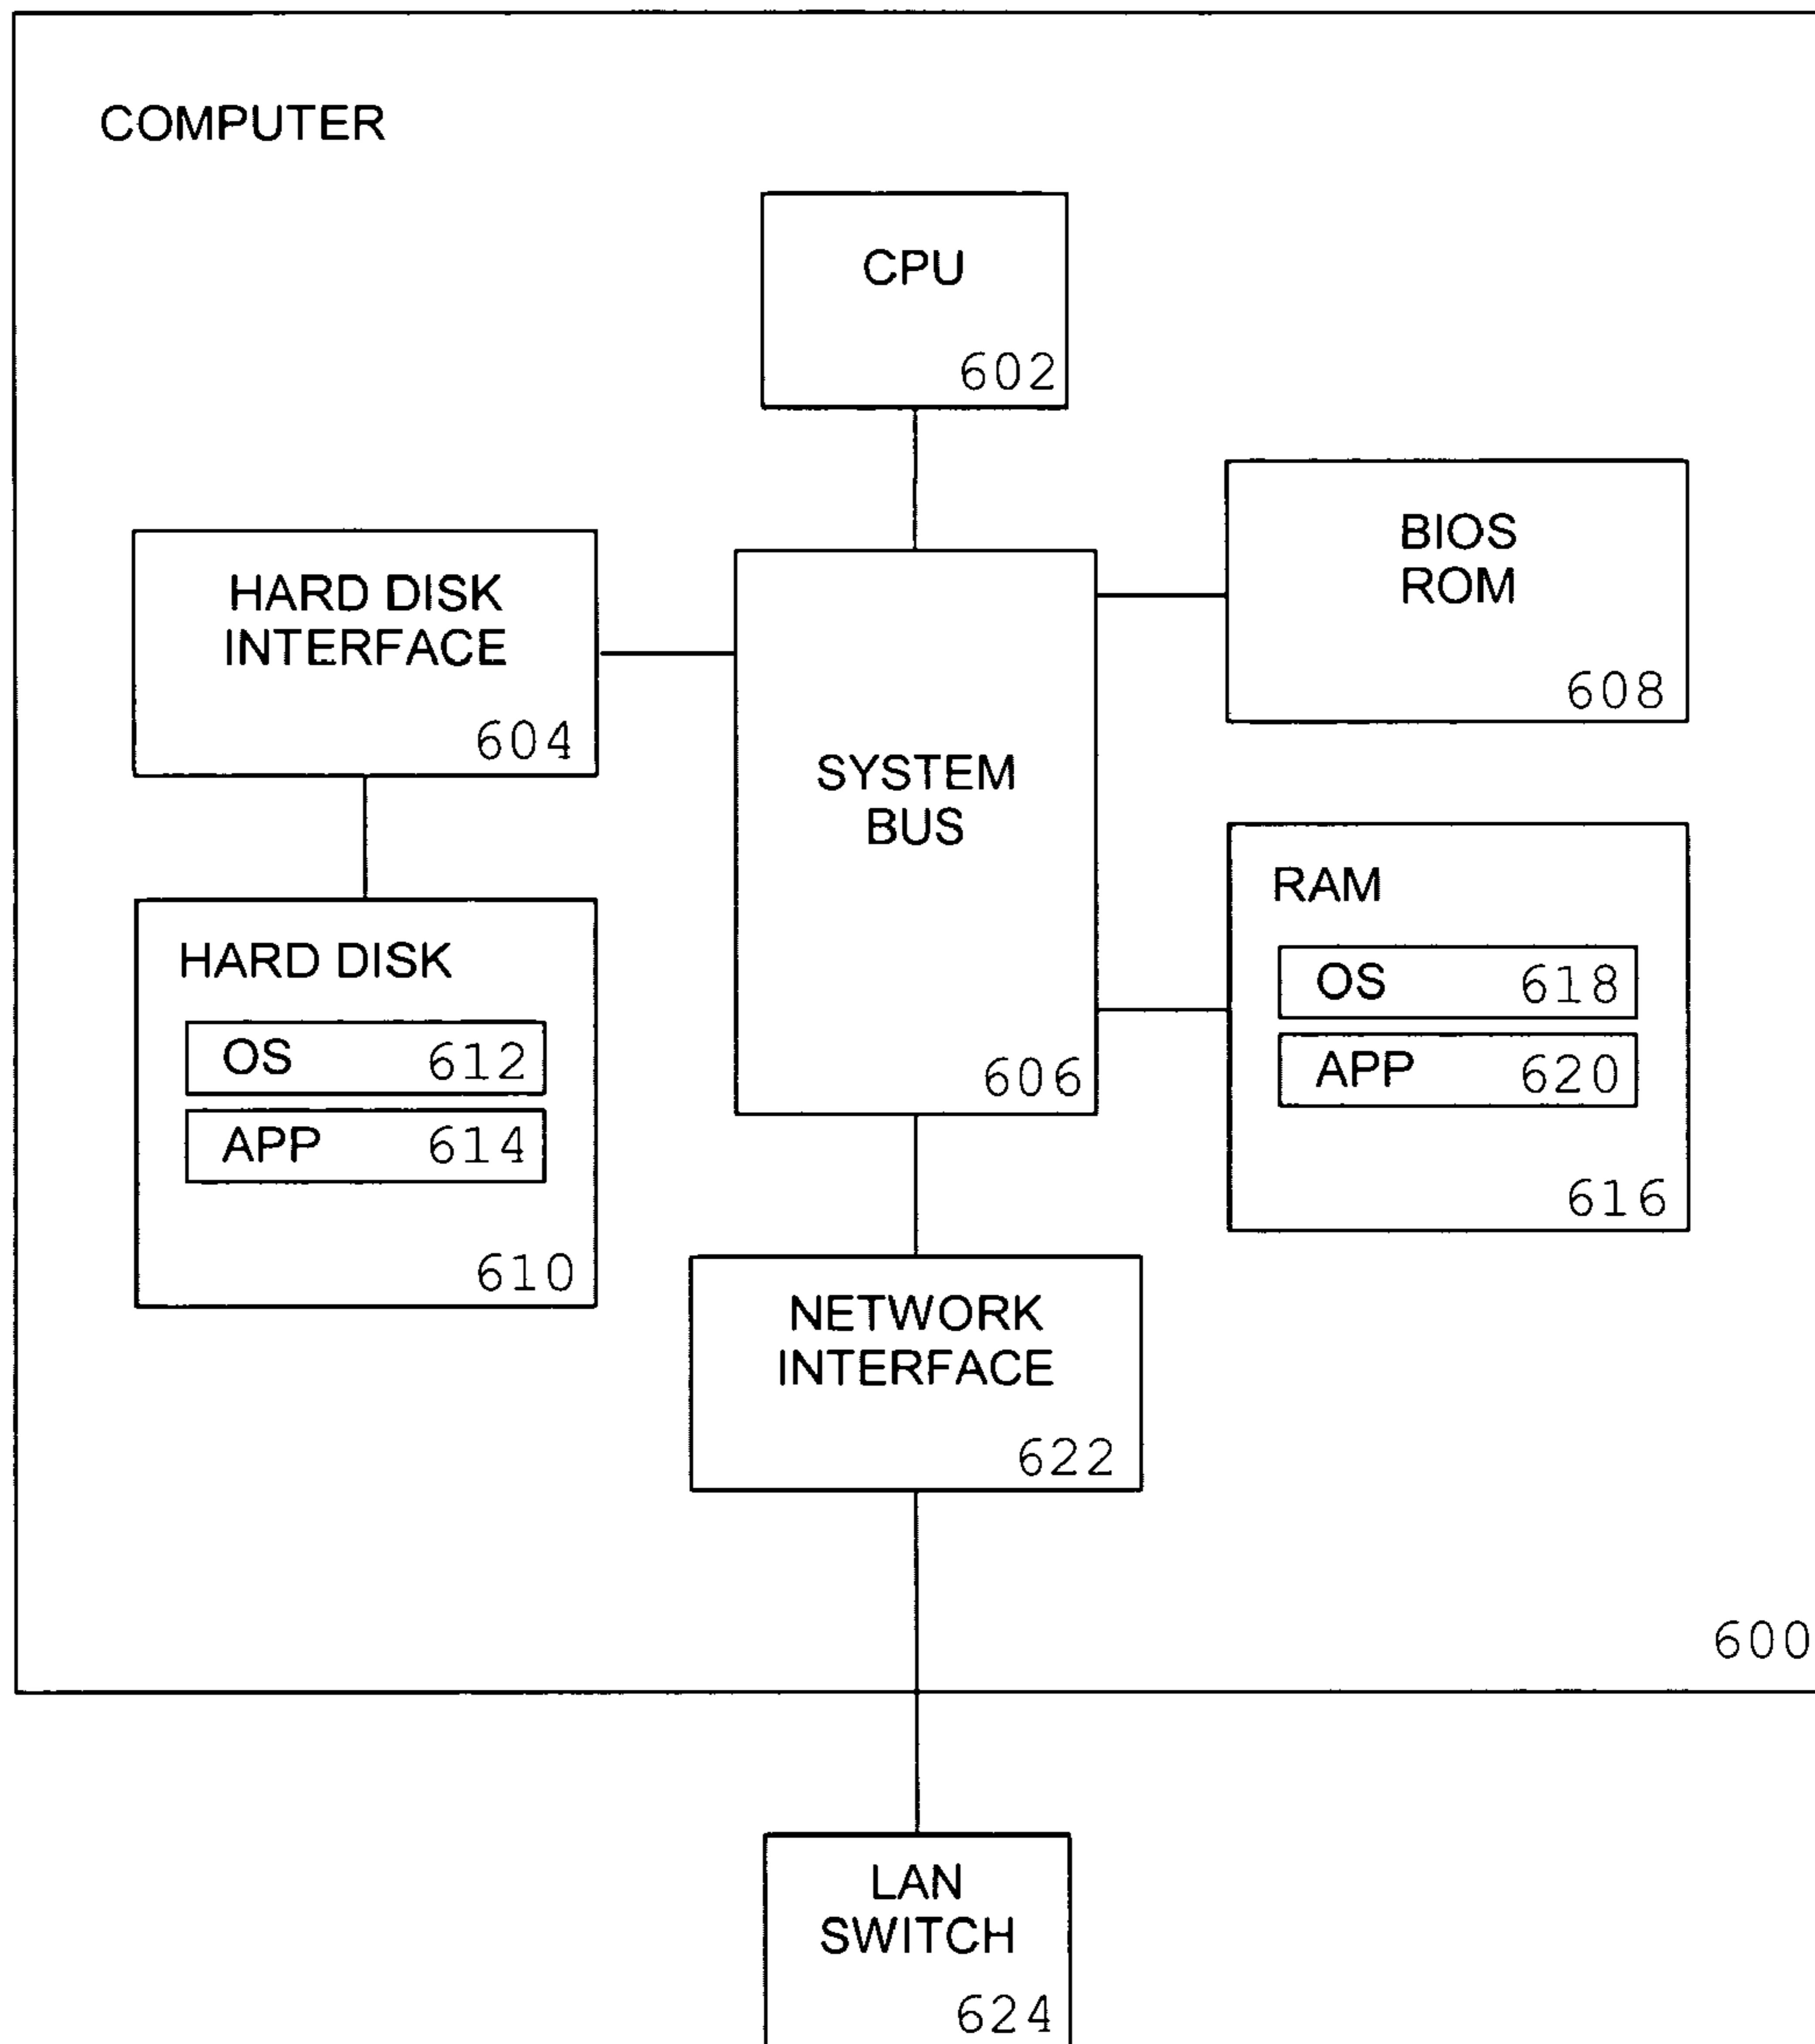 COMPUTER
CPU
602
HARD DISK
INTERFACE
604
BIOS
ROM
608
SYSTEM
BUS
606
HARD DISK
OS 612
APP 614
610
RAM
OS 618
APP 620
616
NETWORK
INTERFACE
622
600
LAN
SWITCH
624